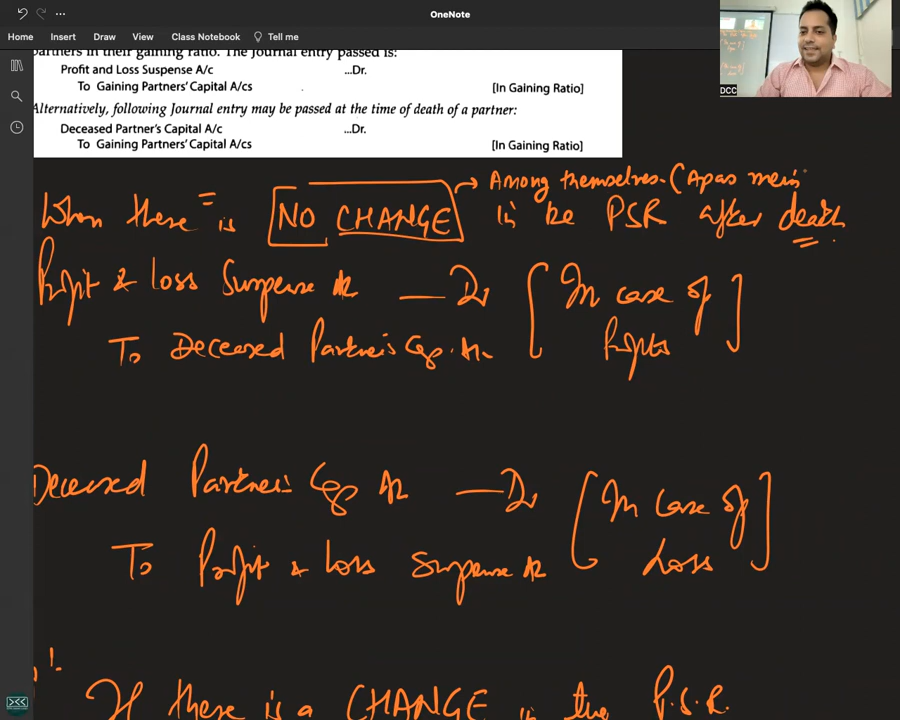 OneNote
Home Insert Draw View Class Notebook Tell me
partners in their gaining ratio. The Journal entry passed is:
Profit and Loss Suspense A/c ...Dr.
To Gaining Partners' Capital A/cs [In Gaining Ratio]
Alternatively, following Journal entry may be passed at the time of death of a partner:
Deceased Partner's Capital A/c ...Dr.
To Gaining Partners' Capital A/cs [In Gaining Ratio]
DCC
→ Among themselves. (Apas mein
When there is NO CHANGE in the PSR after death
Profit & Loss Suspense A/c — Dr [In case of
To Deceased Partner's Cap. A/c Profits]
Deceased Partner's Cap A/c — Dr [In case of
To Profit & Loss Suspense A/c Loss]
If there is a CHANGE in the P.S.R.